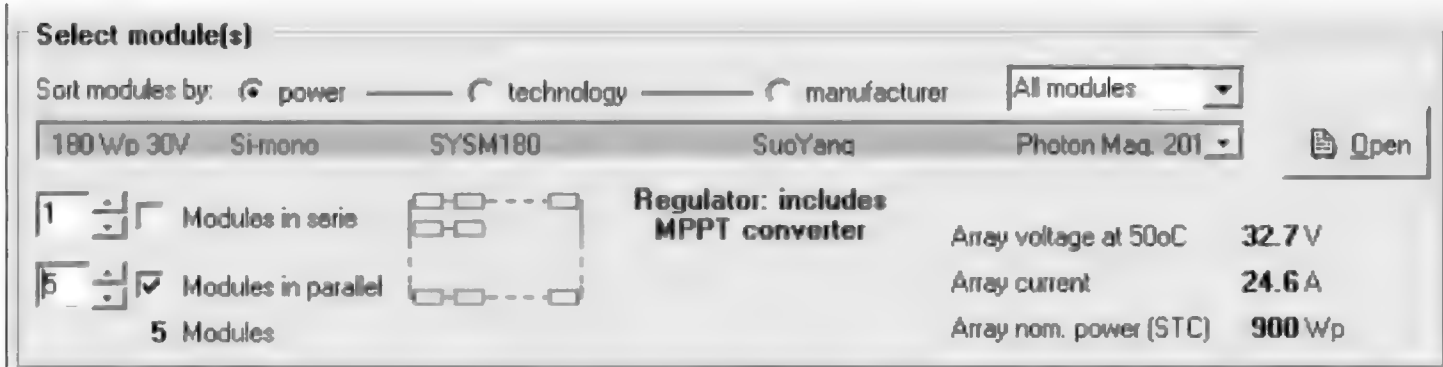 Select module(s)
Sort modules by: power technology manufacturer All modules
180 Wp 30V Si-mono SYSM180 SuoYang Photon Mag. 201 Open
1 Modules in serie Regulator: includes
MPPT converter
Array voltage at 50oC 32.7 V
5 Modules in parallel Array current 24.6 A
5 Modules Array nom. power (STC) 900 Wp